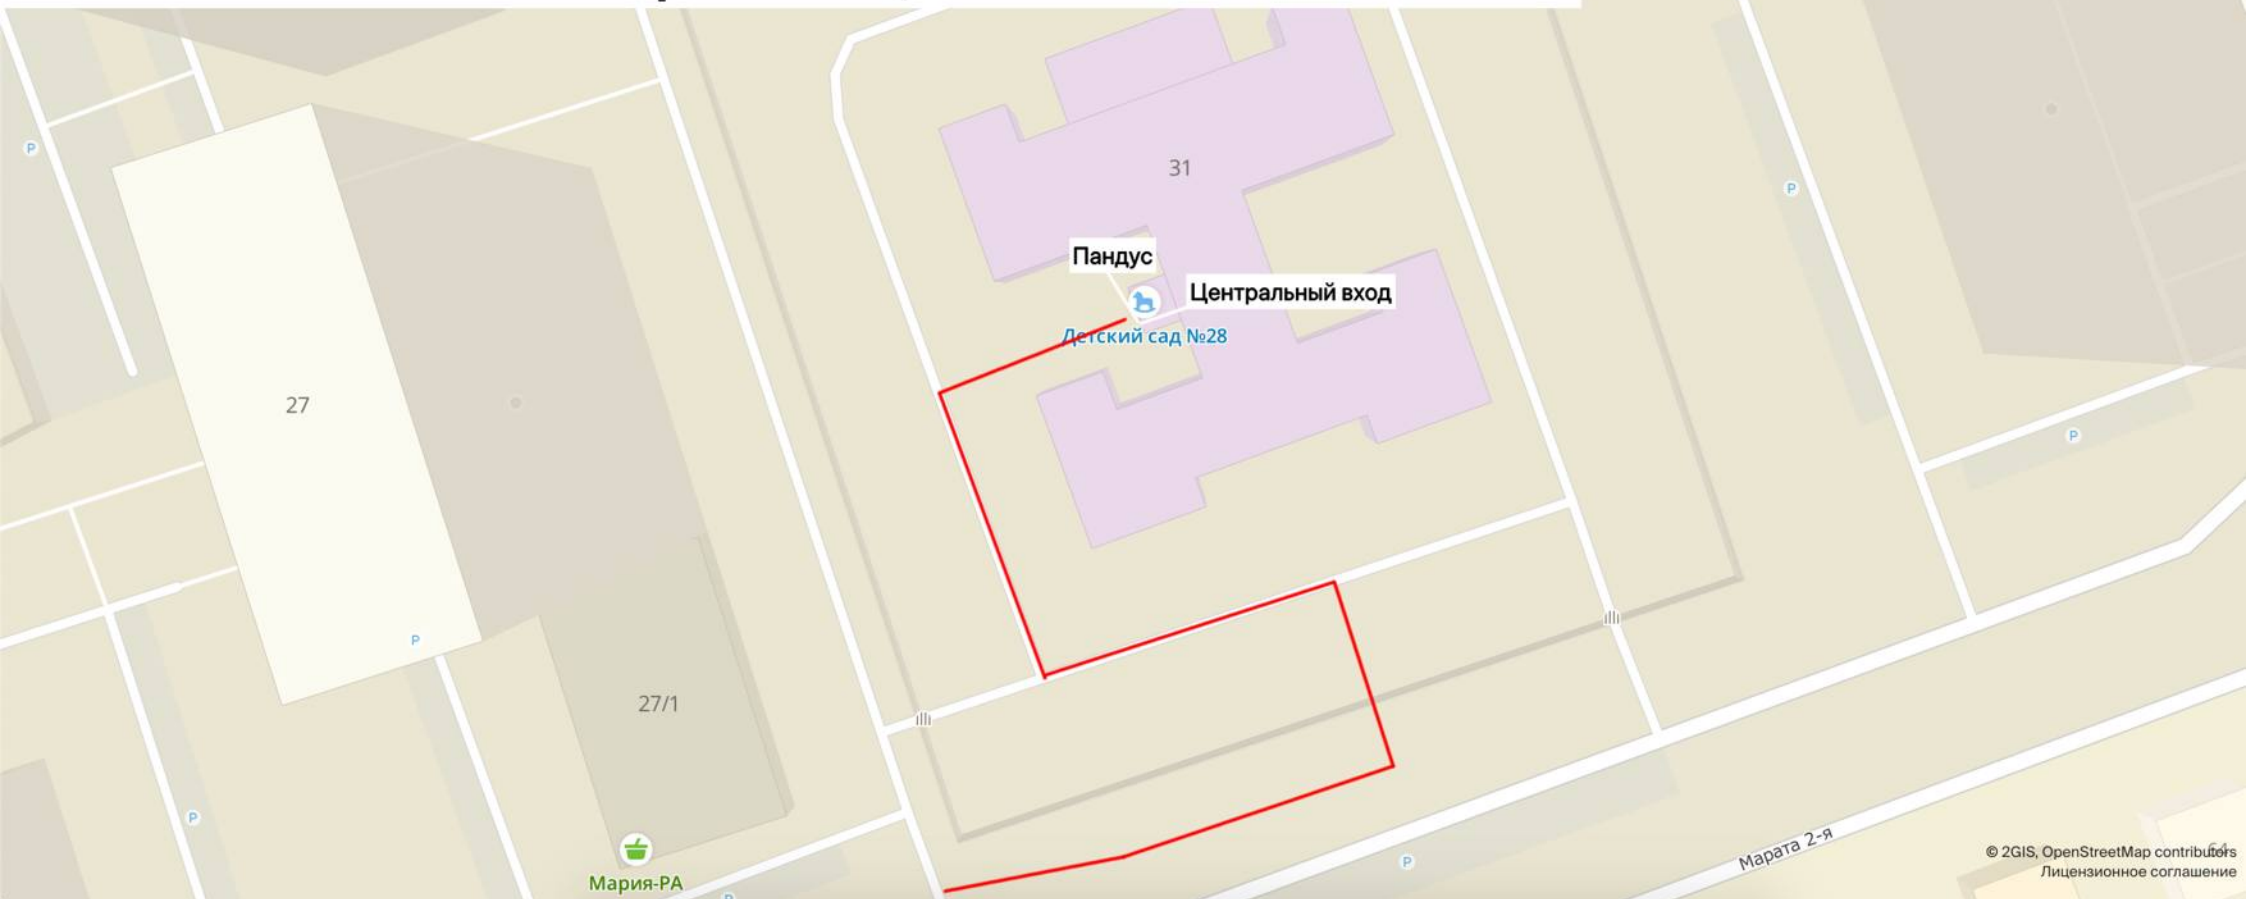 31
Пандус
Центральный вход
Детский сад №28
27
27/1
Мария-РА
Марата 2-я
64
© 2GIS, OpenStreetMap contributors
Лицензионное соглашение
P
P
P
P
P
P
P